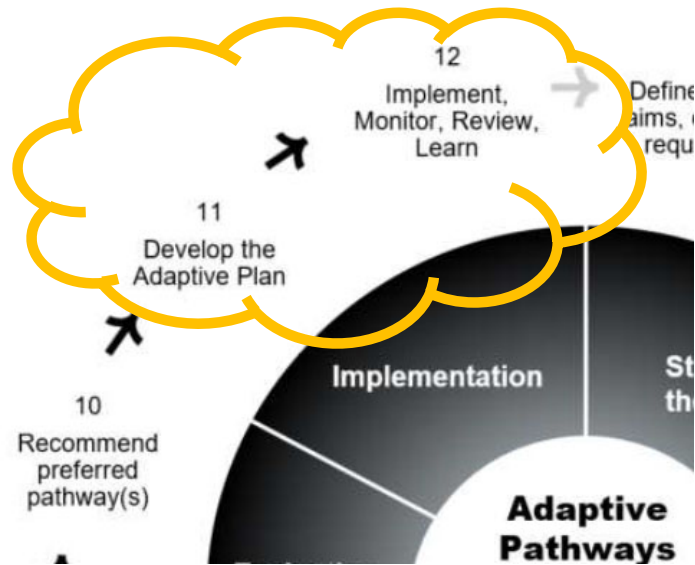 12
Implement,
Monitor, Review,
Learn
11
Develop the
Adaptive Plan
10
Recommend
preferred
pathway(s)
Implementation
Adaptive
Pathways